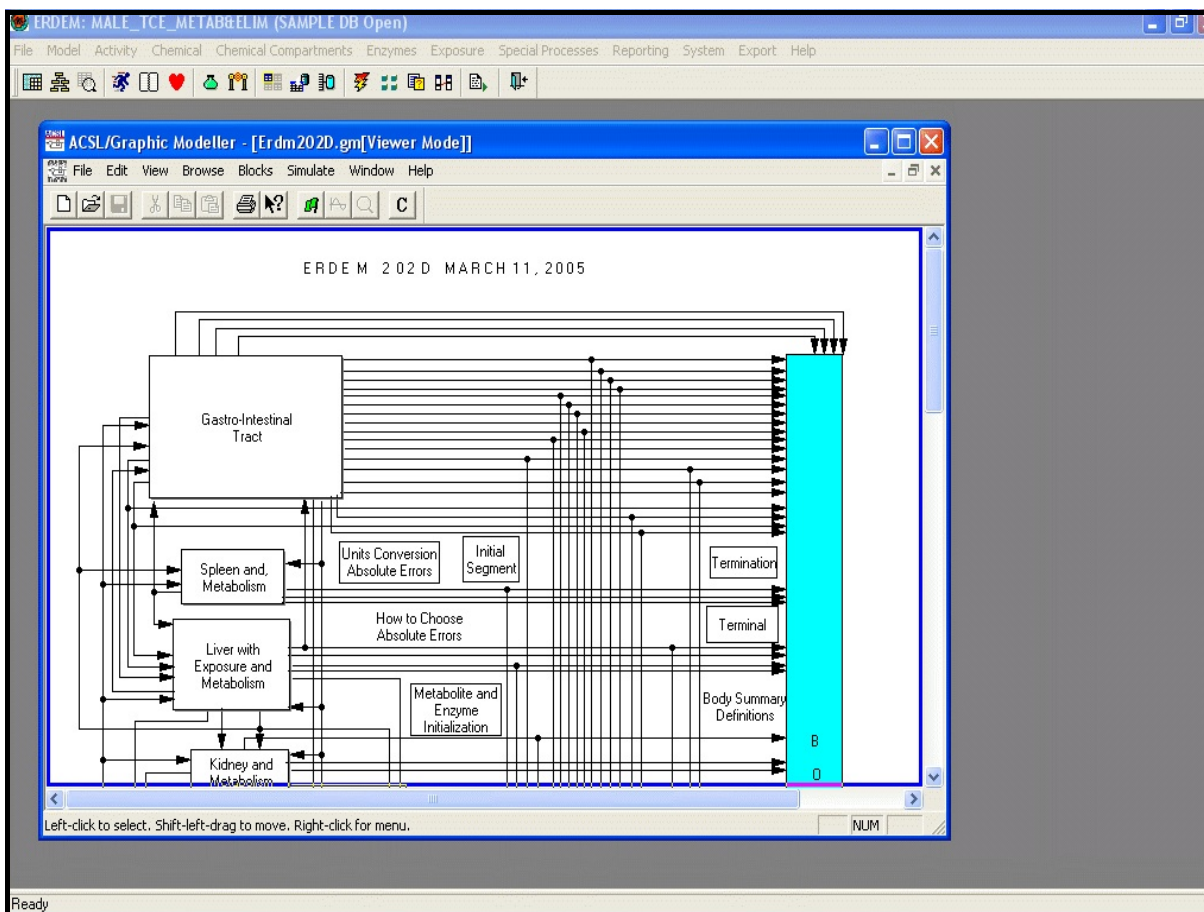 ERDEM: MALE_TCE_METAB&ELIM (SAMPLE DB Open)
File Model Activity Chemical Chemical Compartments Enzymes Exposure Special Processes Reporting System Export Help
ACSL/Graphic Modeller - [Erdm202D.gm[Viewer Mode]]
File Edit View Browse Blocks Simulate Window Help
C
ERDEM 202D MARCH 11, 2005
Gastro-Intestinal
Tract
Units Conversion
Absolute Errors
Initial
Segment
Termination
Spleen and,
Metabolism
How to Choose
Absolute Errors
Terminal
Liver with
Exposure and
Metabolism
Metabolite and
Enzyme
Initialization
Body Summary
Definitions
B
O
Kidney and
Metabolism
Left-click to select. Shift-left-drag to move. Right-click for menu.
NUM
Ready